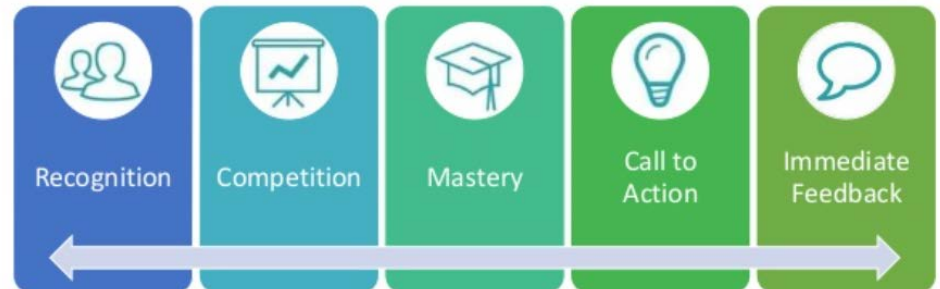 Recognition
Competition
Mastery
Call to
Action
Immediate
Feedback